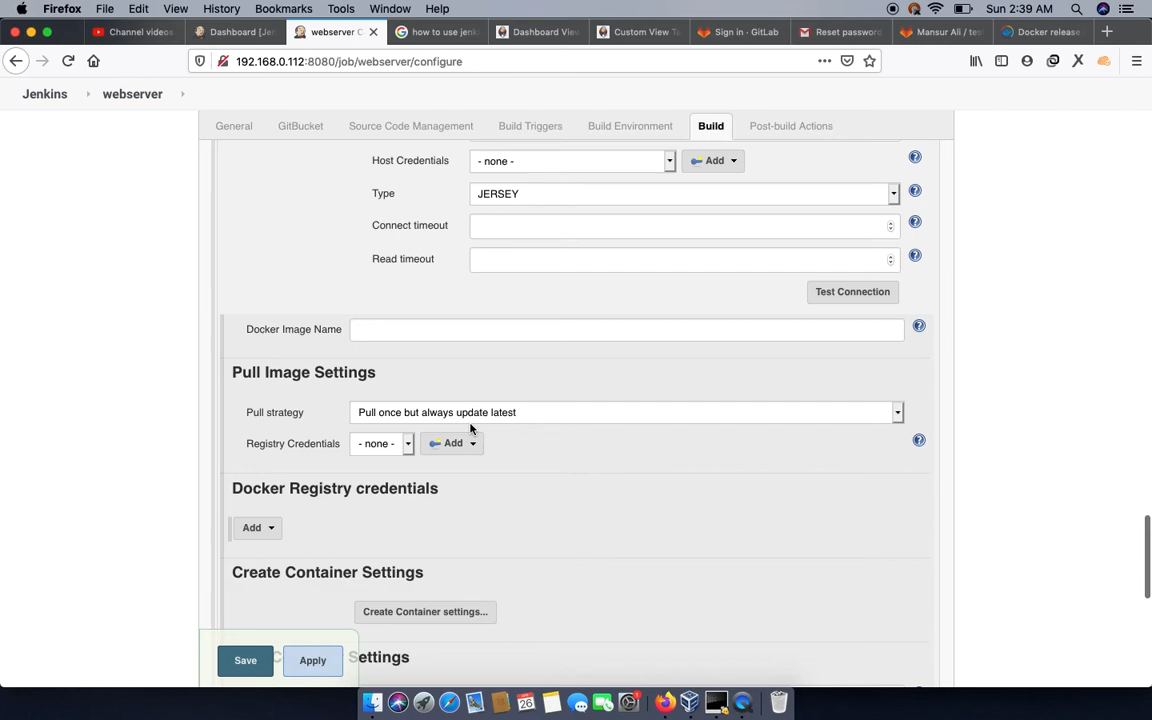 Firefox File Edit View History Bookmarks Tools Window Help Sun 2:39 AM
Channel videos Dashboard [Jen webserver C how to use jenk Dashboard View Custom View Ta Sign in · GitLab Reset password Mansur Ali / test Docker release
192.168.0.112:8080/job/webserver/configure
Jenkins webserver
General GitBucket Source Code Management Build Triggers Build Environment Build Post-build Actions
Host Credentials - none - Add
Type JERSEY
Connect timeout
Read timeout
Test Connection
Docker Image Name
Pull Image Settings
Pull strategy Pull once but always update latest
Registry Credentials - none - Add
Docker Registry credentials
Add
Create Container Settings
Create Container settings...
Settings
Save Apply